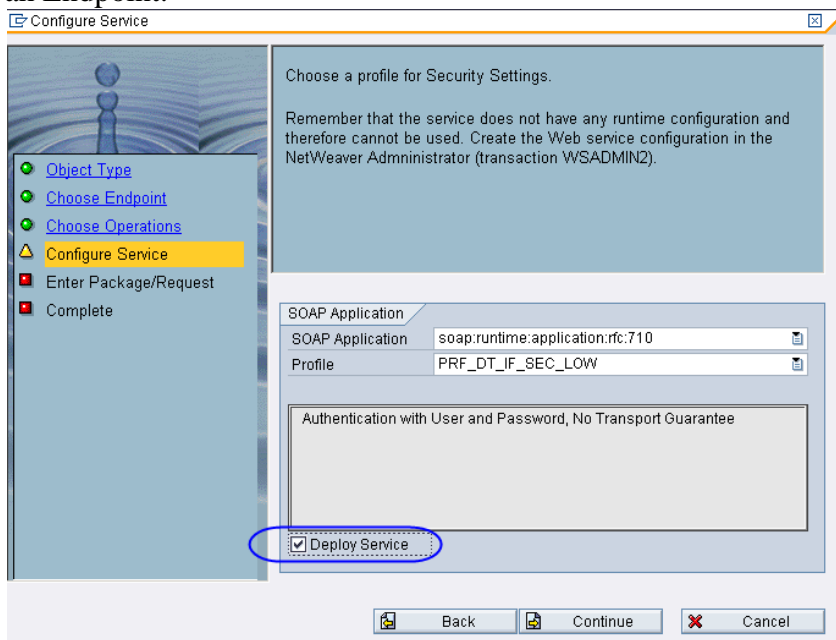 an Endpoint.
Configure Service
Choose a profile for Security Settings.
Remember that the service does not have any runtime configuration and
therefore cannot be used. Create the Web service configuration in the
NetWeaver Admninistrator (transaction WSADMIN2).
Object Type
Choose Endpoint
Choose Operations
Configure Service
Enter Package/Request
Complete
SOAP Application
SOAP Application soap:runtime:application:rfc:710
Profile PRF_DT_IF_SEC_LOW
Authentication with User and Password, No Transport Guarantee
Deploy Service
Back Continue Cancel